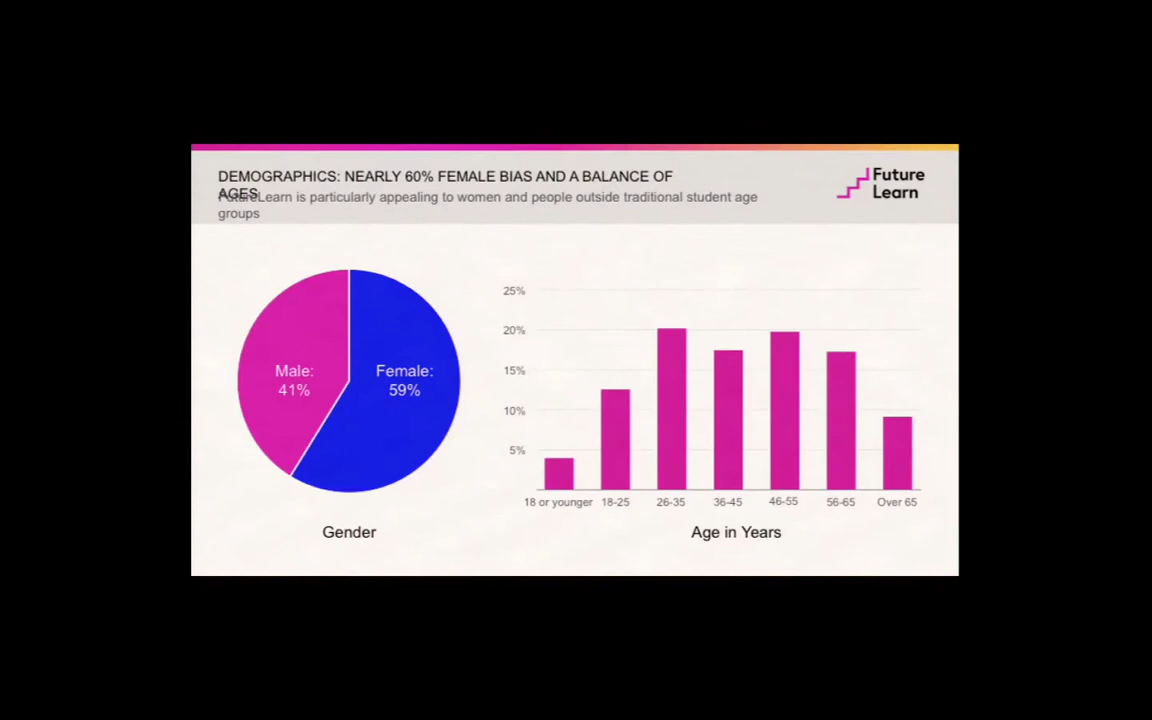 DEMOGRAPHICS: NEARLY 60% FEMALE BIAS AND A BALANCE OF
AGES
FutureLearn is particularly appealing to women and people outside traditional student age
groups
Future
Learn
Male:
41%
Female:
59%
Gender
25%
20%
15%
10%
5%
18 or younger 18-25 26-35 36-45 46-55 56-65 Over 65
Age in Years